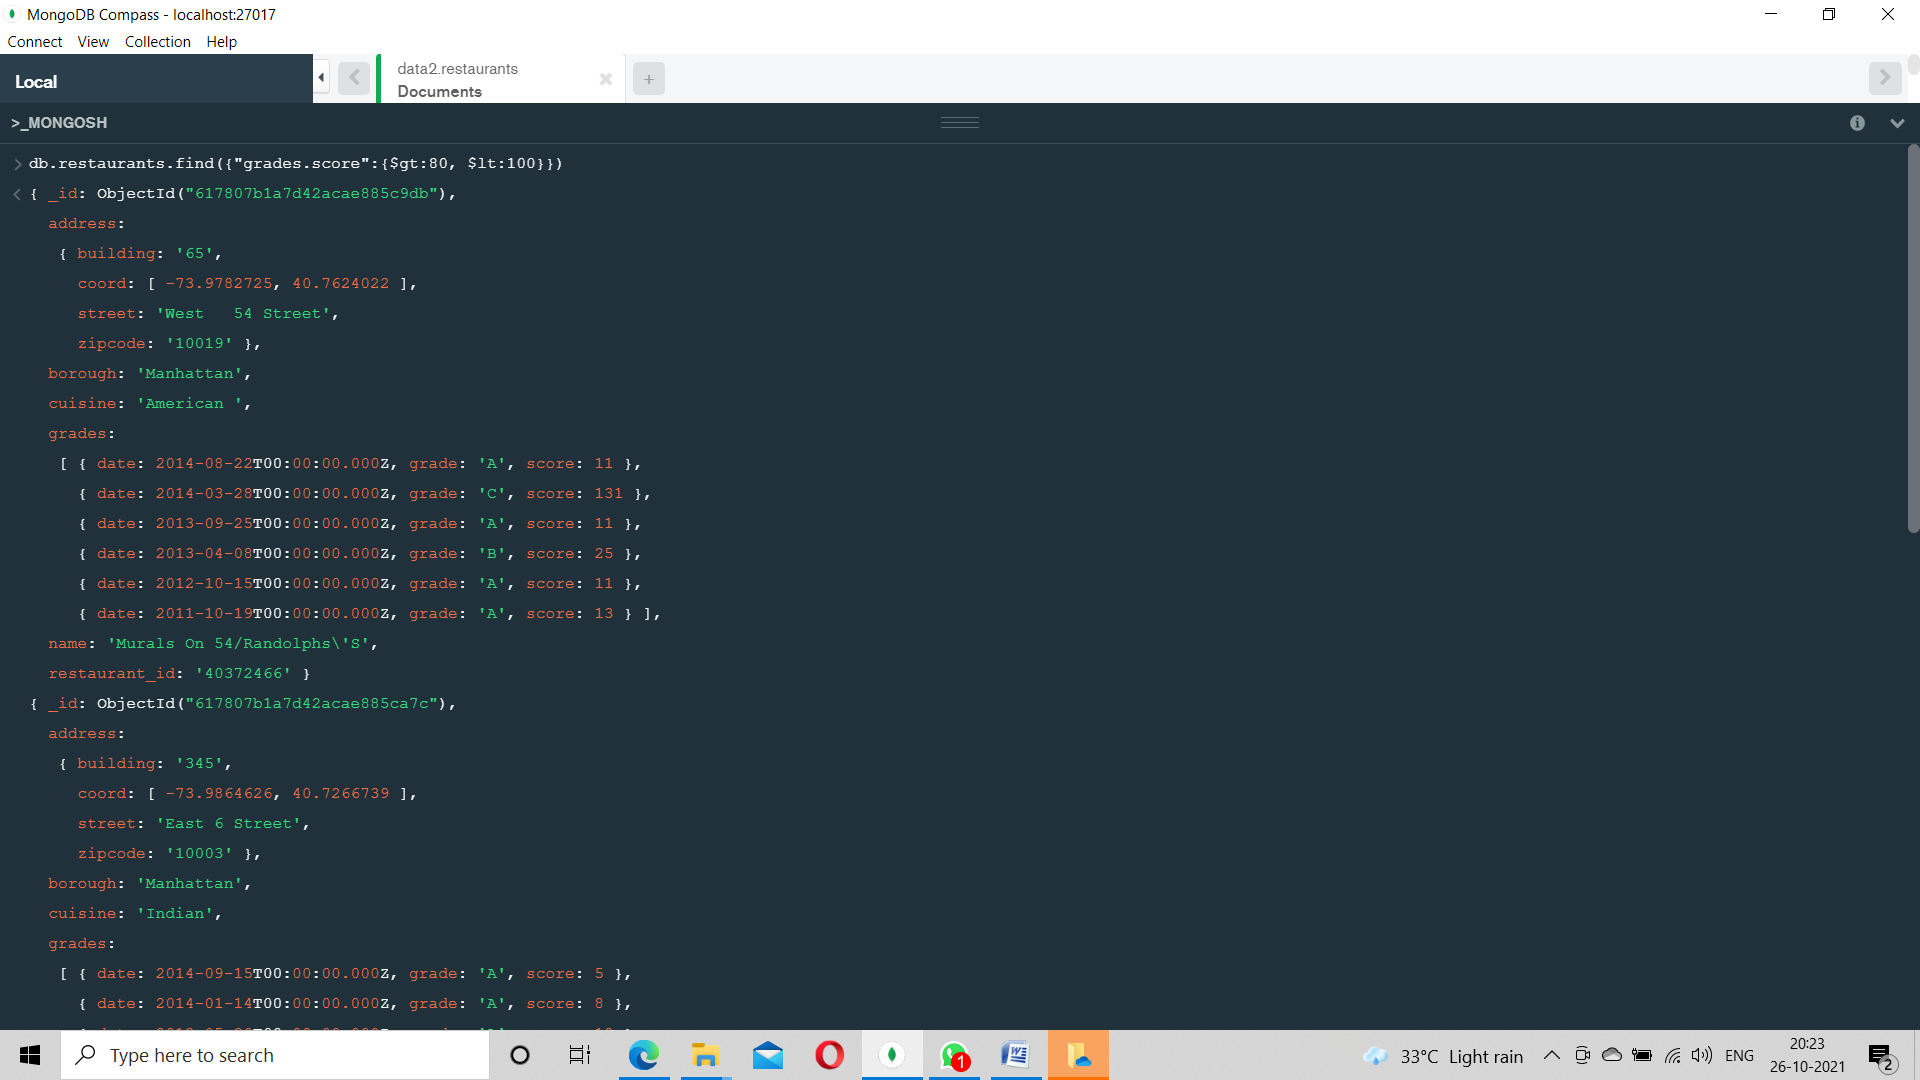 MongoDB Compass - localhost:27017
Connect View Collection Help
Local
data2.restaurants
Documents
>_MONGOSH
db.restaurants.find({"grades.score":{$gt:80, $lt:100}})
{ _id: ObjectId("617807b1a7d42acae885c9db"),
address:
{ building: '65',
coord: [ -73.9782725, 40.7624022 ],
street: 'West   54 Street',
zipcode: '10019' },
borough: 'Manhattan',
cuisine: 'American ',
grades:
[ { date: 2014-08-22T00:00:00.000Z, grade: 'A', score: 11 },
{ date: 2014-03-28T00:00:00.000Z, grade: 'C', score: 131 },
{ date: 2013-09-25T00:00:00.000Z, grade: 'A', score: 11 },
{ date: 2013-04-08T00:00:00.000Z, grade: 'B', score: 25 },
{ date: 2012-10-15T00:00:00.000Z, grade: 'A', score: 11 },
{ date: 2011-10-19T00:00:00.000Z, grade: 'A', score: 13 } ],
name: 'Murals On 54/Randolphs\'S',
restaurant_id: '40372466' }
{ _id: ObjectId("617807b1a7d42acae885ca7c"),
address:
{ building: '345',
coord: [ -73.9864626, 40.7266739 ],
street: 'East 6 Street',
zipcode: '10003' },
borough: 'Manhattan',
cuisine: 'Indian',
grades:
[ { date: 2014-09-15T00:00:00.000Z, grade: 'A', score: 5 },
{ date: 2014-01-14T00:00:00.000Z, grade: 'A', score: 8 },
Type here to search
1
33°C Light rain
ENG
20:23
26-10-2021
2